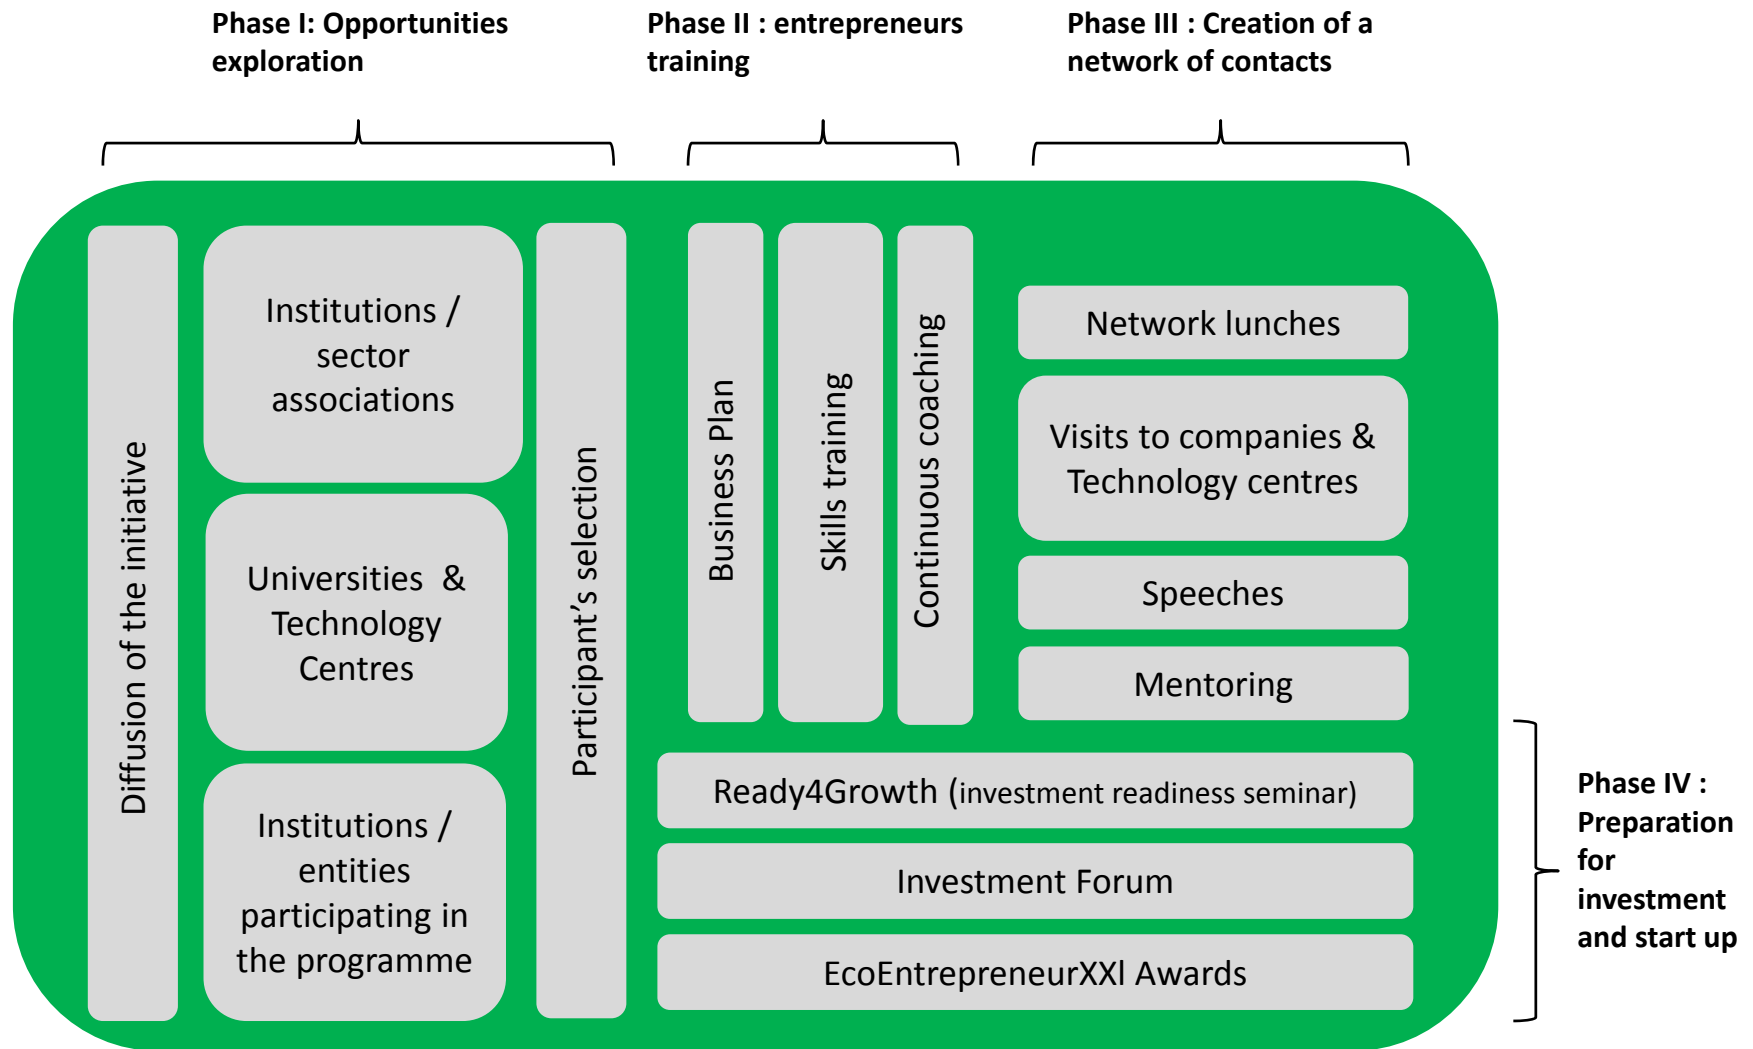 Phase I: Opportunities
exploration
Phase II : entrepreneurs
training
Phase III : Creation of a
network of contacts
Diffusion of the initiative
Institutions /
sector
associations
Universities & 
Technology
Centres
Institutions /
entities
participating in
the programme
Participant’s selection
Business Plan
Skills training
Continuous coaching
Network lunches
Visits to companies &
Technology centres
Speeches
Mentoring
Ready4Growth (investment readiness seminar)
Investment Forum
EcoEntrepreneurXXl Awards
Phase IV :
Preparation
for
investment
and start up